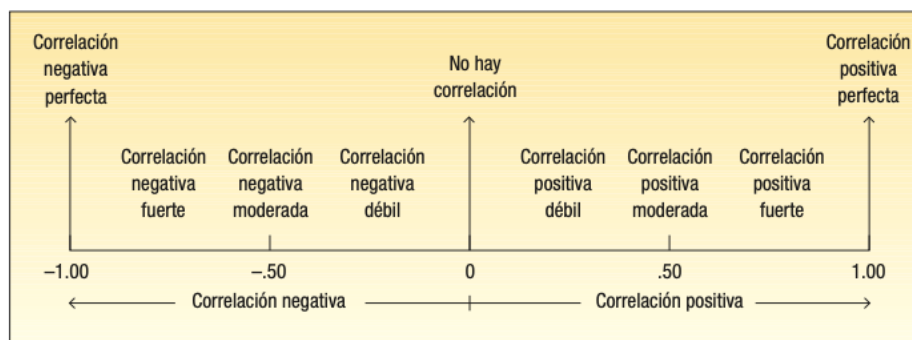 Correlación
negativa
perfecta
No hay
correlación
Correlación
positiva
perfecta
Correlación
negativa
fuerte
Correlación
negativa
moderada
Correlación
negativa
débil
Correlación
positiva
débil
Correlación
positiva
moderada
Correlación
positiva
fuerte
–1.00
–.50
0
.50
1.00
Correlación negativa
Correlación positiva